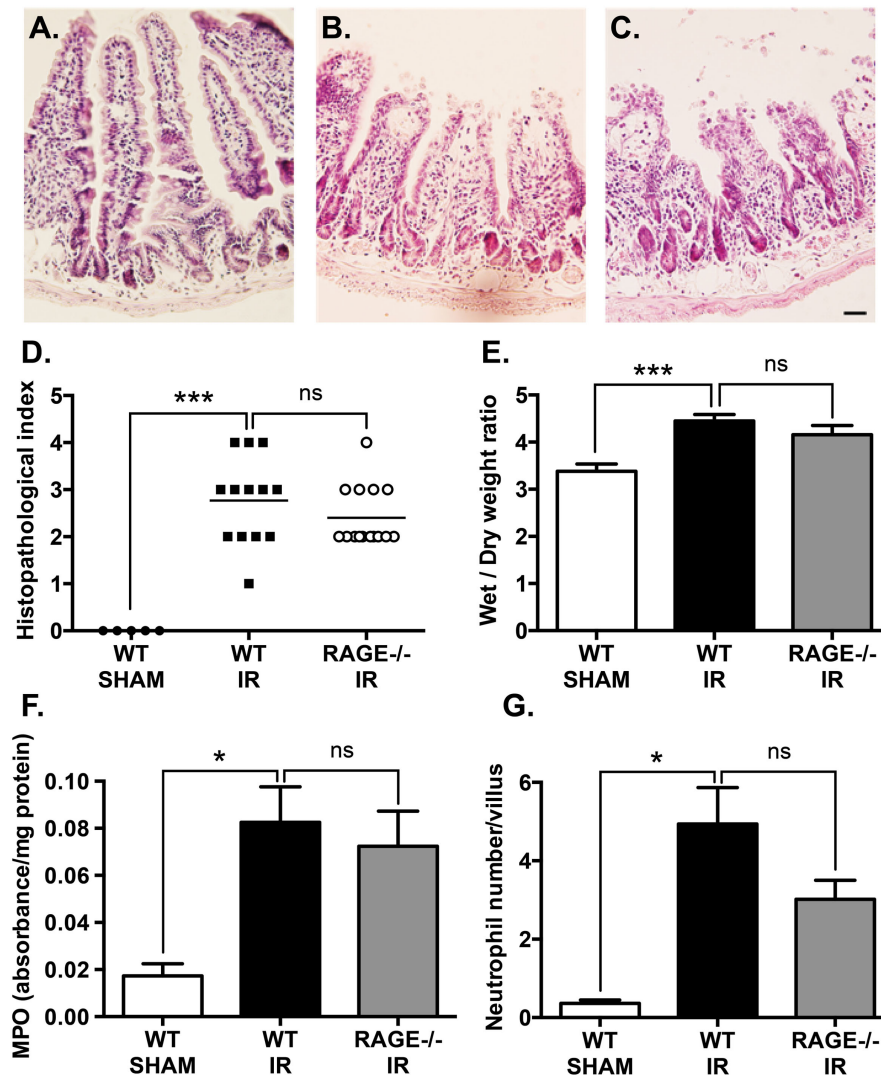 A.
B.
C.
D.
Histopathological index
5
4
3
2
1
0
***
ns
WT
SHAM
WT
IR
RAGE-/-
IR
E.
Wet / Dry weight ratio
5
4
3
2
1
0
***
ns
WT
SHAM
WT
IR
RAGE-/-
IR
F.
MPO (absorbance/mg protein)
0.10
0.08
0.06
0.04
0.02
0.00
*
ns
WT
SHAM
WT
IR
RAGE-/-
IR
G.
Neutrophil number/villus
6
4
2
0
*
ns
WT
SHAM
WT
IR
RAGE-/-
IR